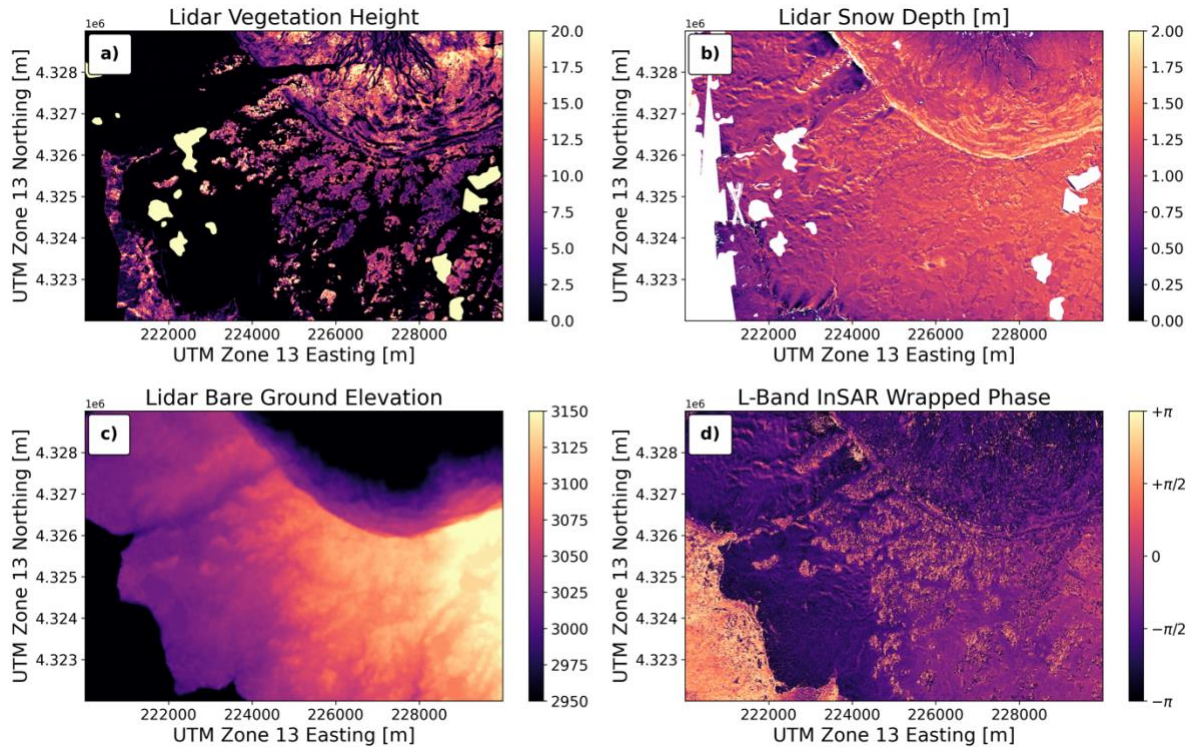 Lidar Vegetation Height
1e6
a)
4.328
4.327
4.326
4.325
4.324
4.323
UTM Zone 13 Northing [m]
222000 224000 226000 228000
UTM Zone 13 Easting [m]
20.0
17.5
15.0
12.5
10.0
7.5
5.0
2.5
0.0
Lidar Snow Depth [m]
1e6
b)
4.328
4.327
4.326
4.325
4.324
4.323
UTM Zone 13 Northing [m]
222000 224000 226000 228000
UTM Zone 13 Easting [m]
2.00
1.75
1.50
1.25
1.00
0.75
0.50
0.25
0.00
Lidar Bare Ground Elevation
1e6
c)
4.328
4.327
4.326
4.325
4.324
4.323
UTM Zone 13 Northing [m]
222000 224000 226000 228000
UTM Zone 13 Easting [m]
3150
3125
3100
3075
3050
3025
3000
2975
2950
L-Band InSAR Wrapped Phase
1e6
d)
4.328
4.327
4.326
4.325
4.324
4.323
UTM Zone 13 Northing [m]
222000 224000 226000 228000
UTM Zone 13 Easting [m]
+π
+π/2
0
−π/2
−π